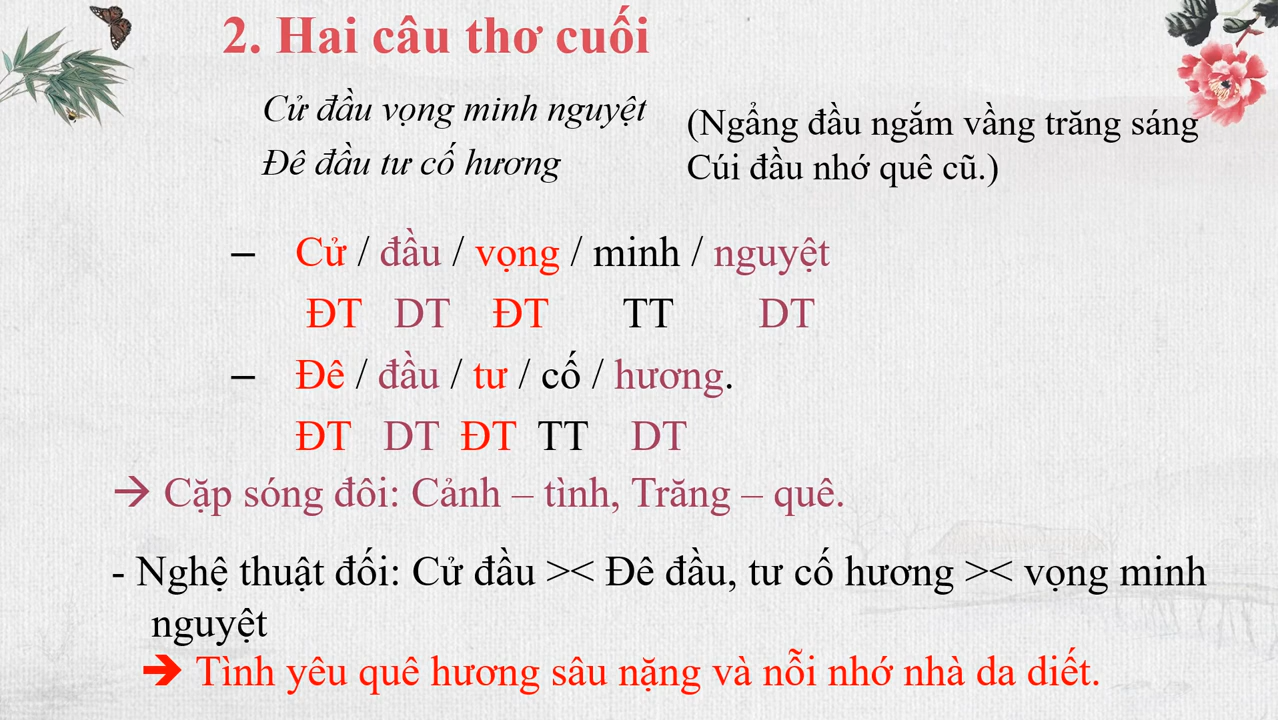 2. Hai câu thơ cuối
Cử đầu vọng minh nguyệt
Đê đầu tư cố hương
(Ngẩng đầu ngắm vầng trăng sáng
Cúi đầu nhớ quê cũ.)
– Cử / đầu / vọng / minh / nguyệt
ĐT DT ĐT TT DT
– Đê / đầu / tư / cố / hương.
ĐT DT ĐT TT DT
→ Cặp sóng đôi: Cảnh – tình, Trăng – quê.
- Nghệ thuật đối: Cử đầu >< Đê đầu, tư cố hương >< vọng minh
nguyệt
➔ Tình yêu quê hương sâu nặng và nỗi nhớ nhà da diết.